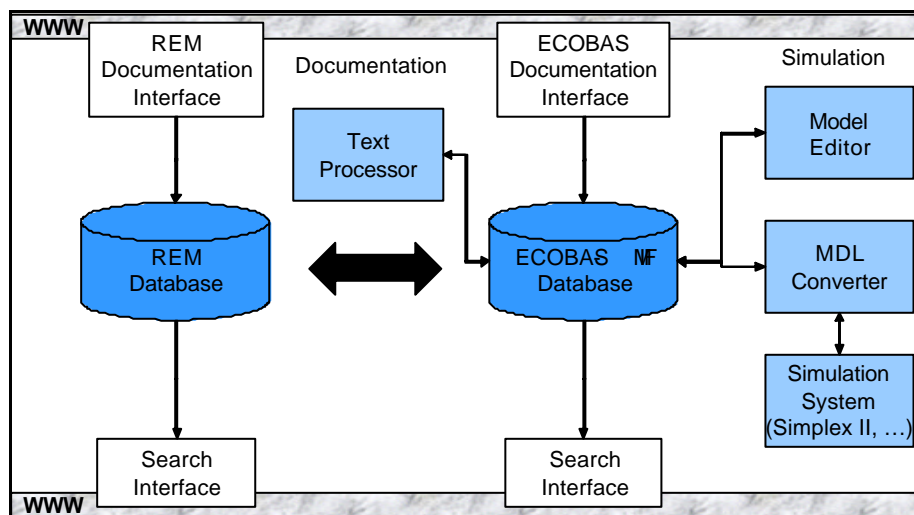 WWW
REM
Documentation
Interface
Documentation
ECOBAS
Documentation
Interface
Simulation
Text
Processor
Model
Editor
REM
Database
ECOBAS
Database
MDL
Converter
Simulation
System
(Simplex II, …)
Search
Interface
Search
Interface
WWW